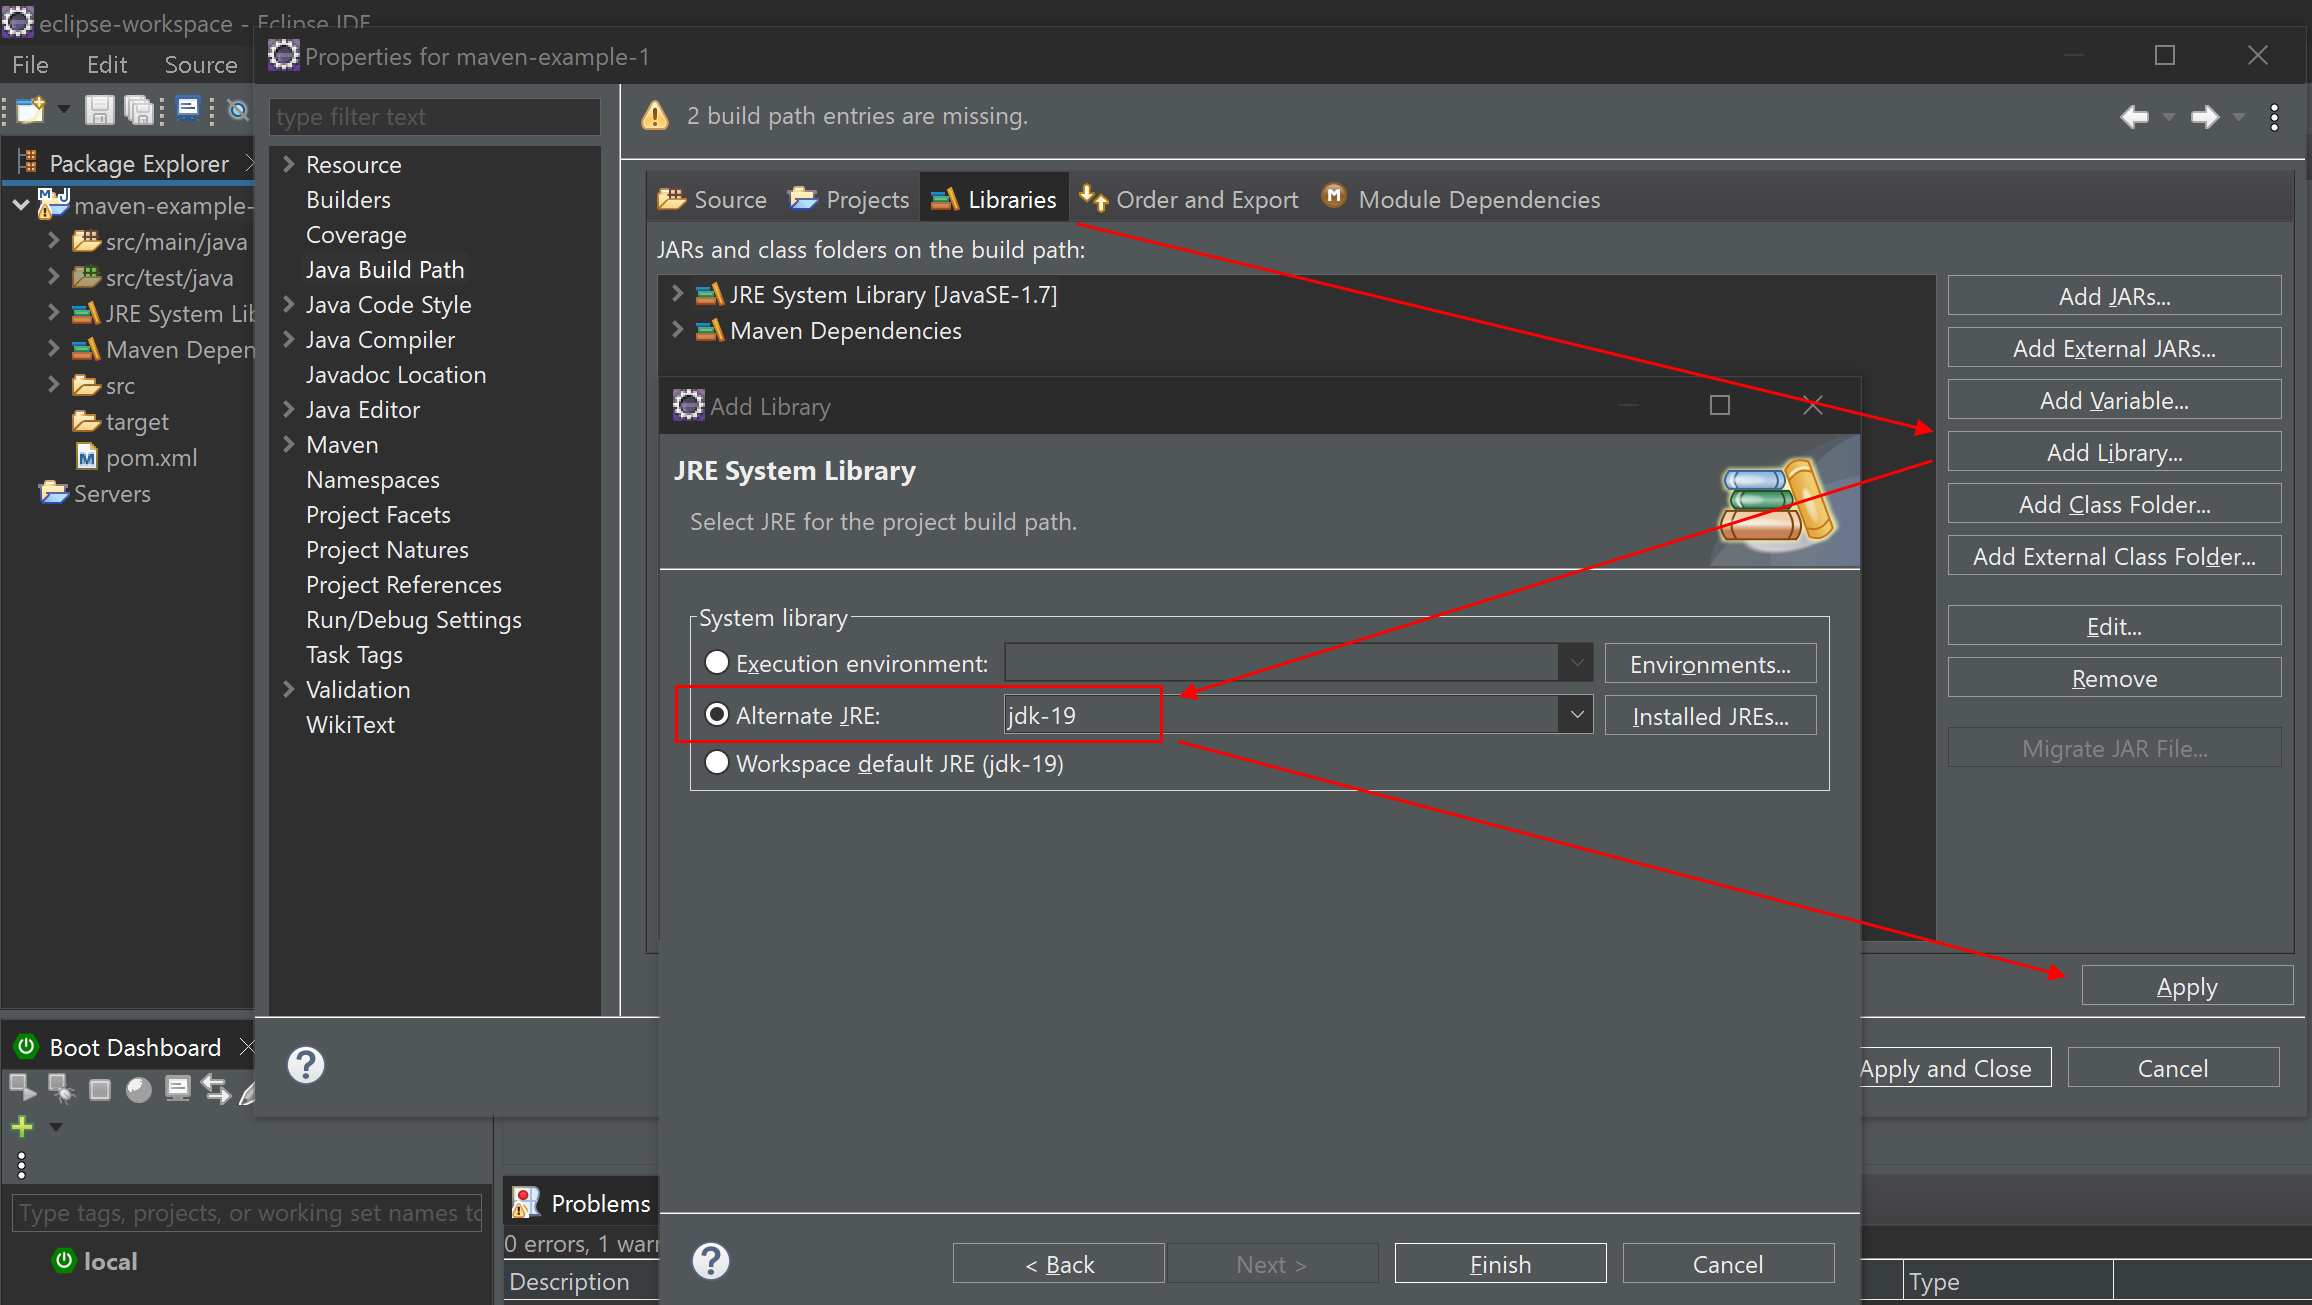 eclipse-workspace - Eclipse IDE
File Edit Source
Properties for maven-example-1
type filter text
2 build path entries are missing.
Package Explorer
maven-example-
src/main/java
src/test/java
JRE System Lib
Maven Depen
src
target
pom.xml
Servers
Resource
Builders
Coverage
Java Build Path
Java Code Style
Java Compiler
Javadoc Location
Java Editor
Maven
Namespaces
Project Facets
Project Natures
Project References
Run/Debug Settings
Task Tags
Validation
WikiText
Source Projects Libraries Order and Export Module Dependencies
JARs and class folders on the build path:
JRE System Library [JavaSE-1.7]
Maven Dependencies
Add JARs...
Add External JARs...
Add Variable...
Add Library...
Add Class Folder...
Add External Class Folder...
Edit...
Remove
Migrate JAR File...
Add Library
JRE System Library
Select JRE for the project build path.
System library
Execution environment: Environments...
Alternate JRE: jdk-19 Installed JREs...
Workspace default JRE (jdk-19)
Apply
Apply and Close Cancel
Boot Dashboard
Type tags, projects, or working set names to
local
Problems
0 errors, 1 warr
Description
Type
< Back Next > Finish Cancel